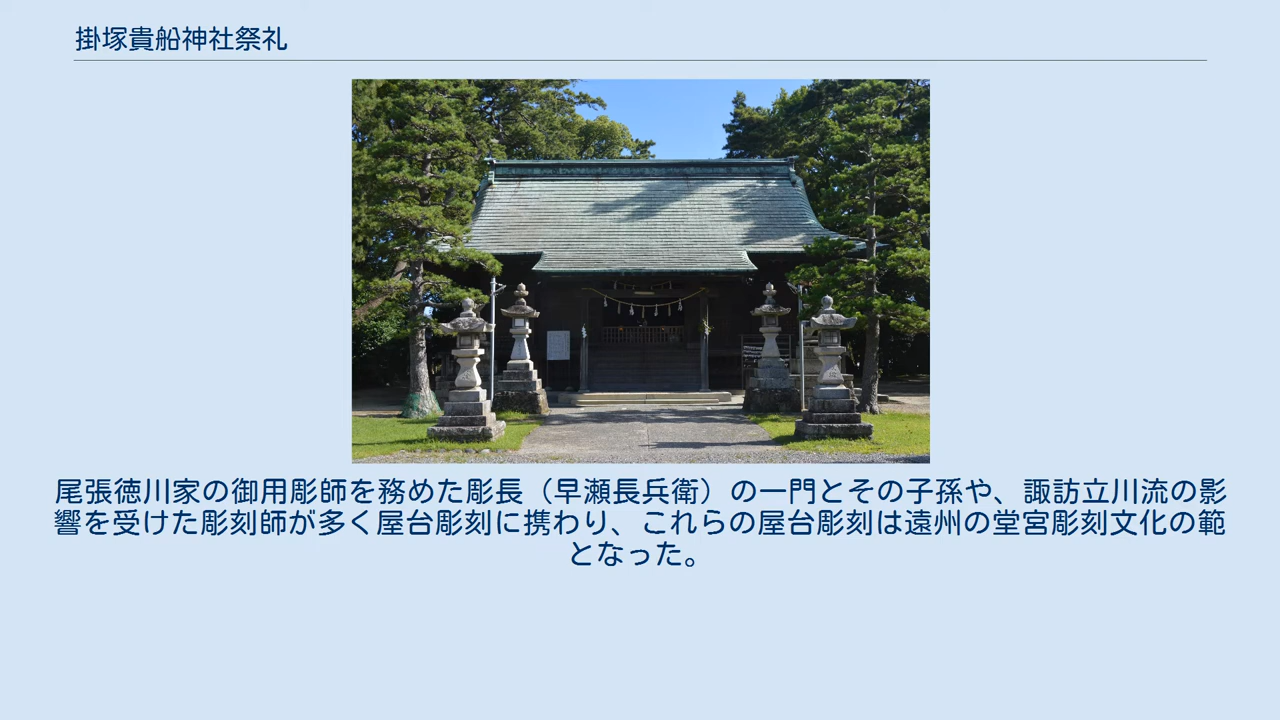 掛塚貴船神社祭礼
尾張徳川家の御用彫師を務めた彫長（早瀬長兵衛）の一門とその子孫や、諏訪立川流の影
響を受けた彫刻師が多く屋台彫刻に携わり、これらの屋台彫刻は遠州の堂宮彫刻文化の範
となった。